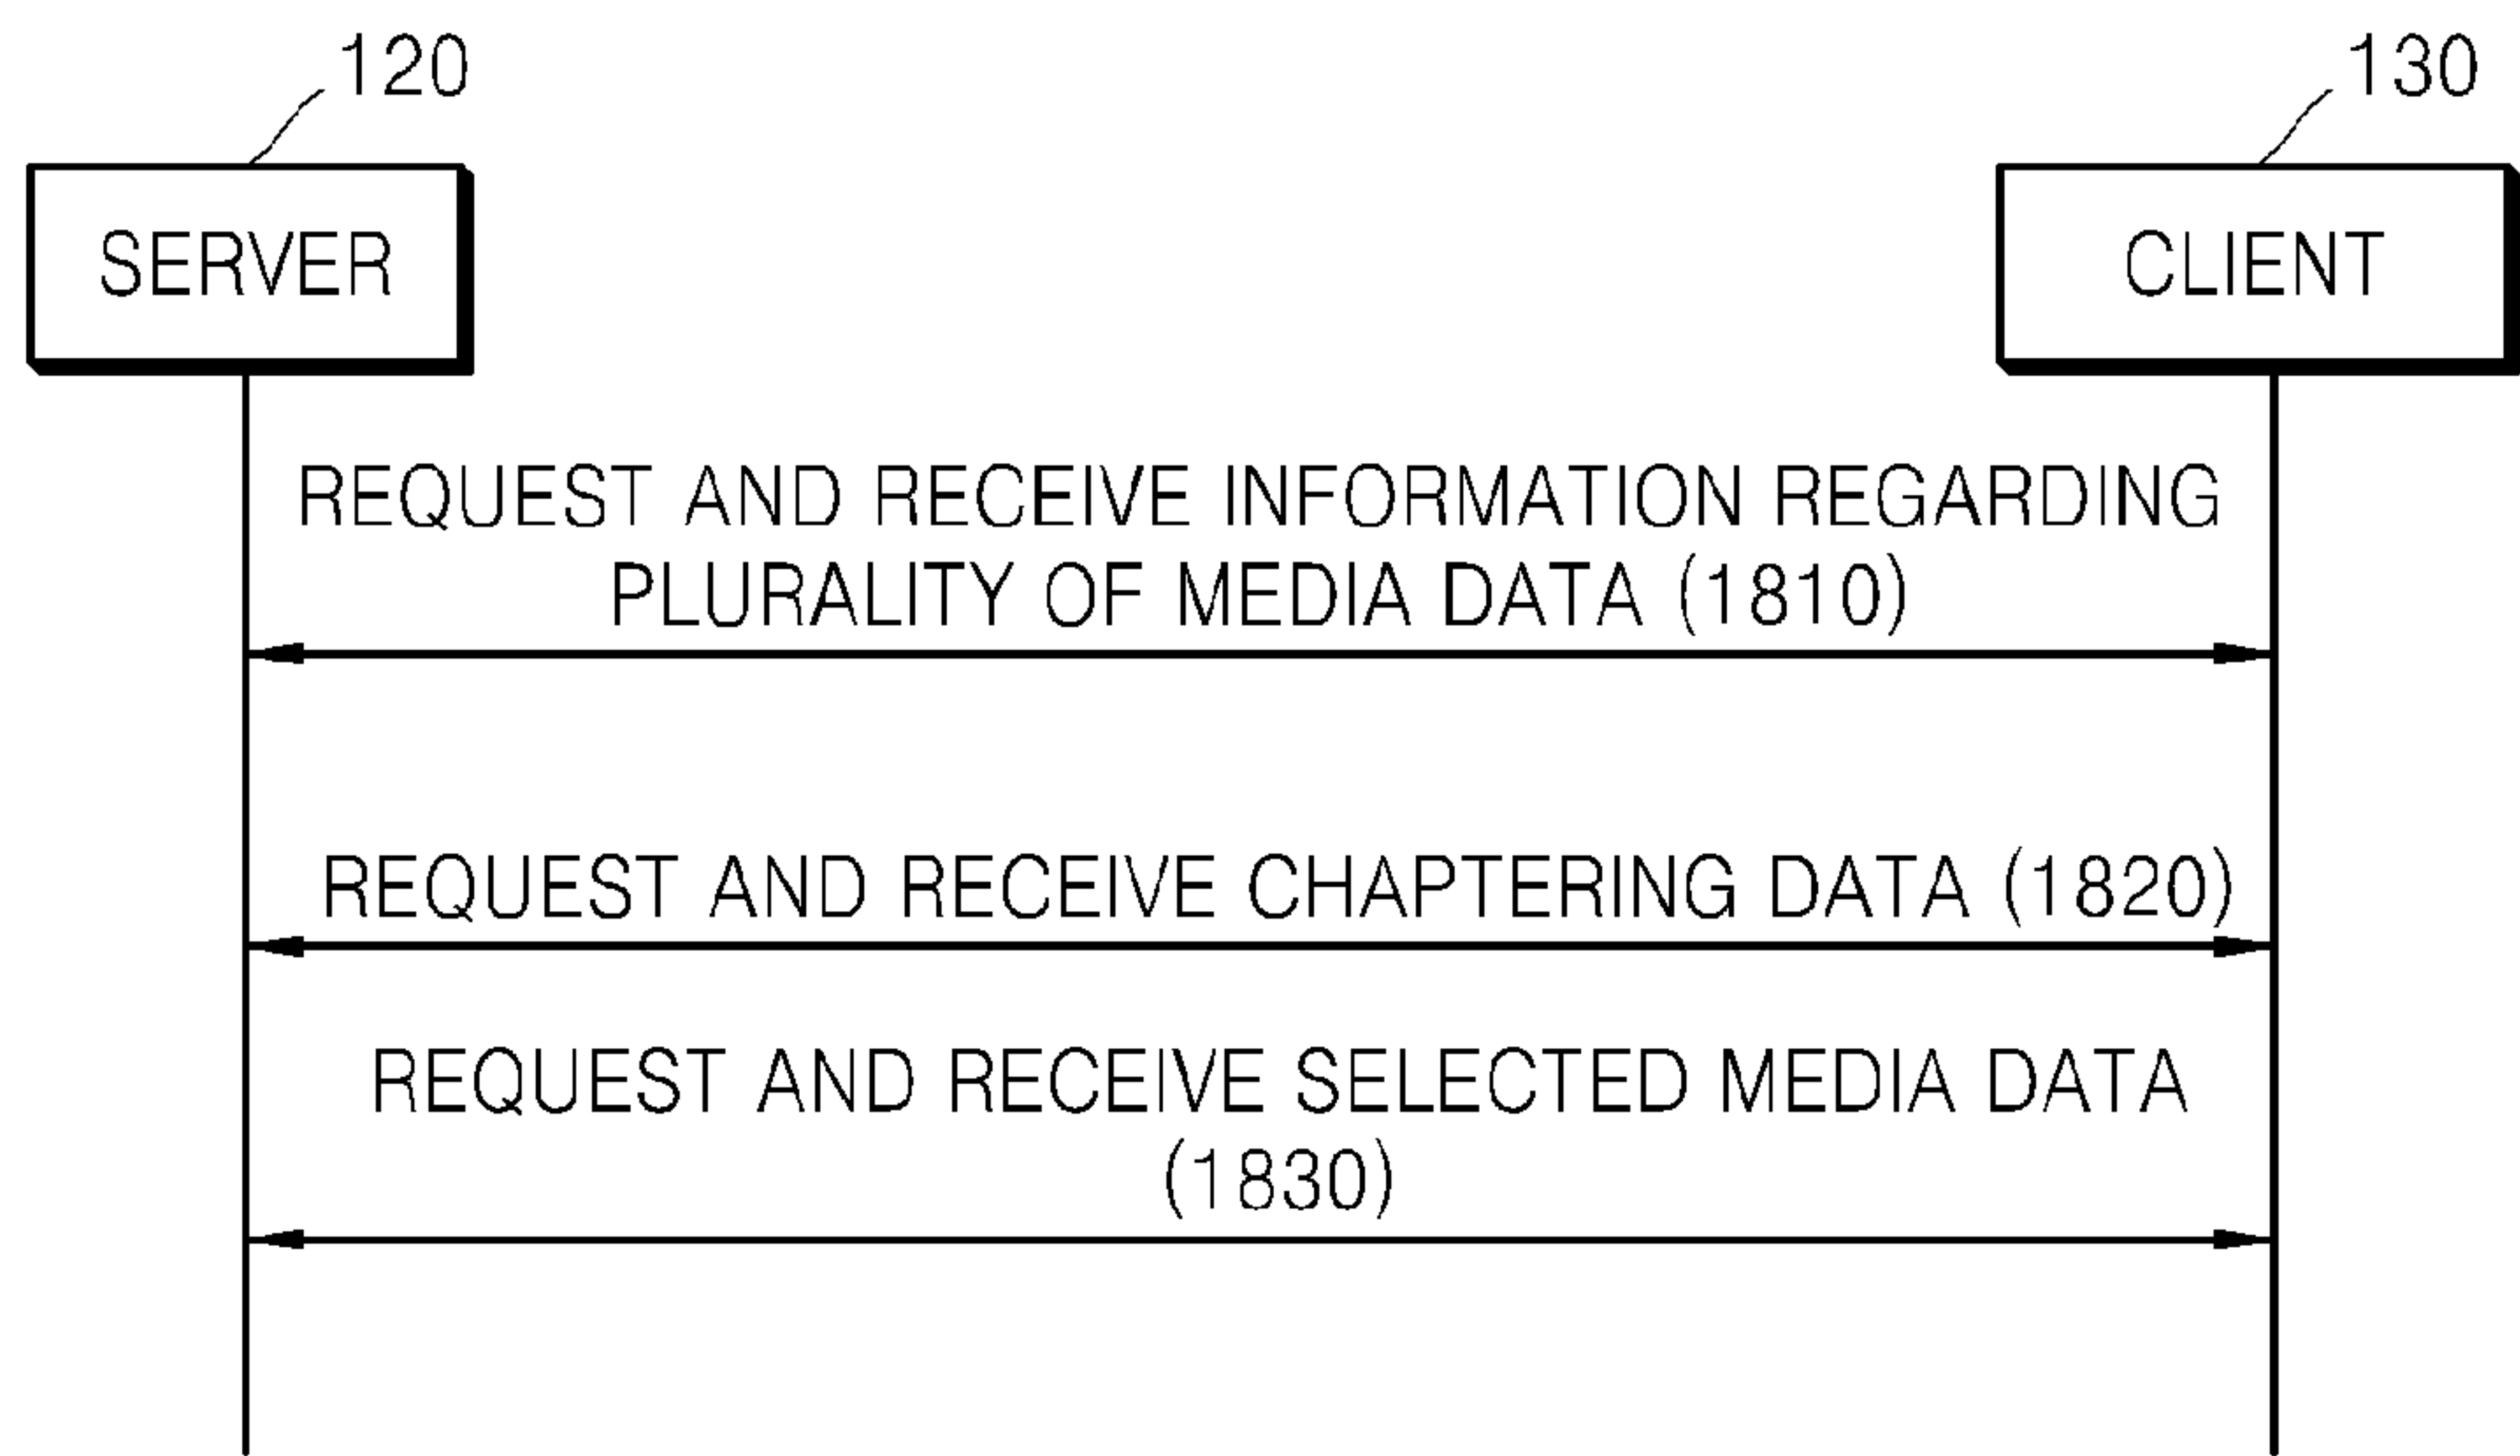 120
130
SERVER
CLIENT
REQUEST AND RECEIVE INFORMATION REGARDING
PLURALITY OF MEDIA DATA (1810)
REQUEST AND RECEIVE CHAPTERING DATA (1820)
REQUEST AND RECEIVE SELECTED MEDIA DATA
(1830)